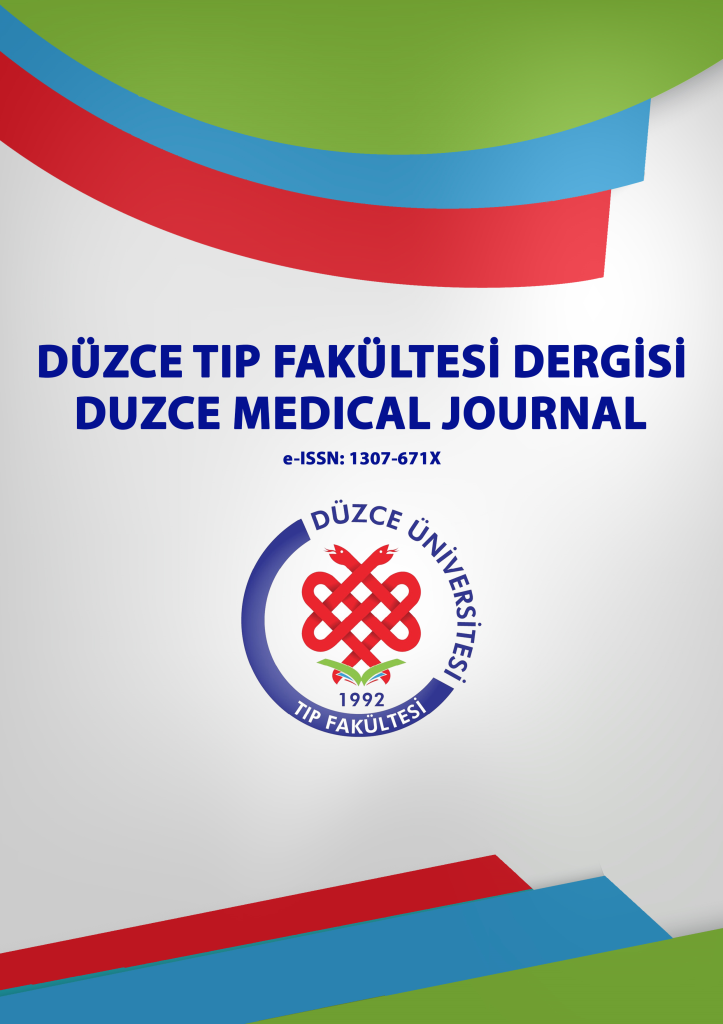 DÜZCE TIP FAKÜLTESİ DERGİSİ
DUZCE MEDICAL JOURNAL
e-ISSN: 1307-671X
DÜZCE ÜNİVERSİTESİ
1992
TIP FAKÜLTESİ